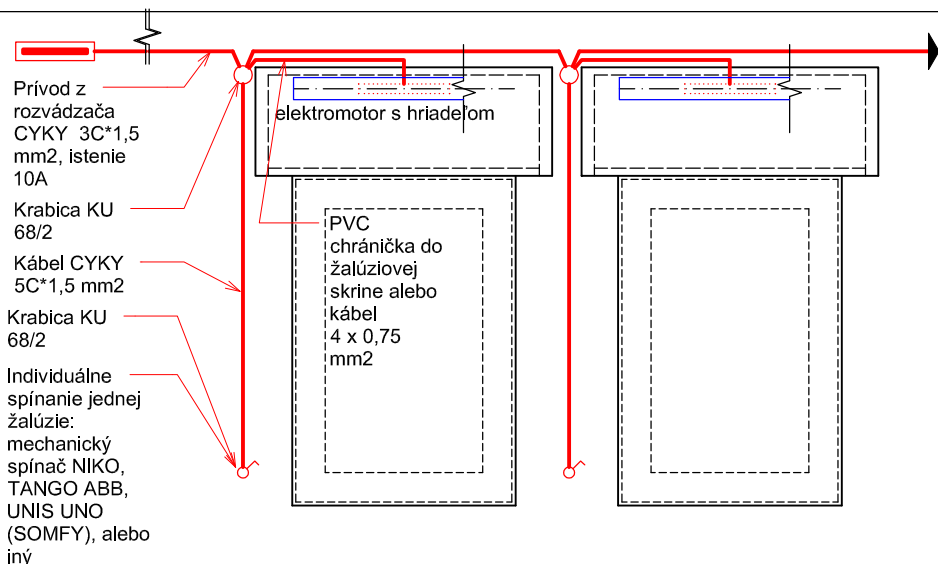 Prívod z
rozvádzača
CYKY  3C*1,5
mm2, istenie
10A
Krabica KU
68/2
Kábel CYKY
5C*1,5 mm2
Krabica KU
68/2
Individuálne
spínanie jednej
žalúzie:
mechanický
spínač NIKO,
TANGO ABB,
UNIS UNO
(SOMFY), alebo
iný
elektromotor s hriadeľom
PVC
chránička do
žalúziovej
skrine alebo
kábel
4 x 0,75
mm2